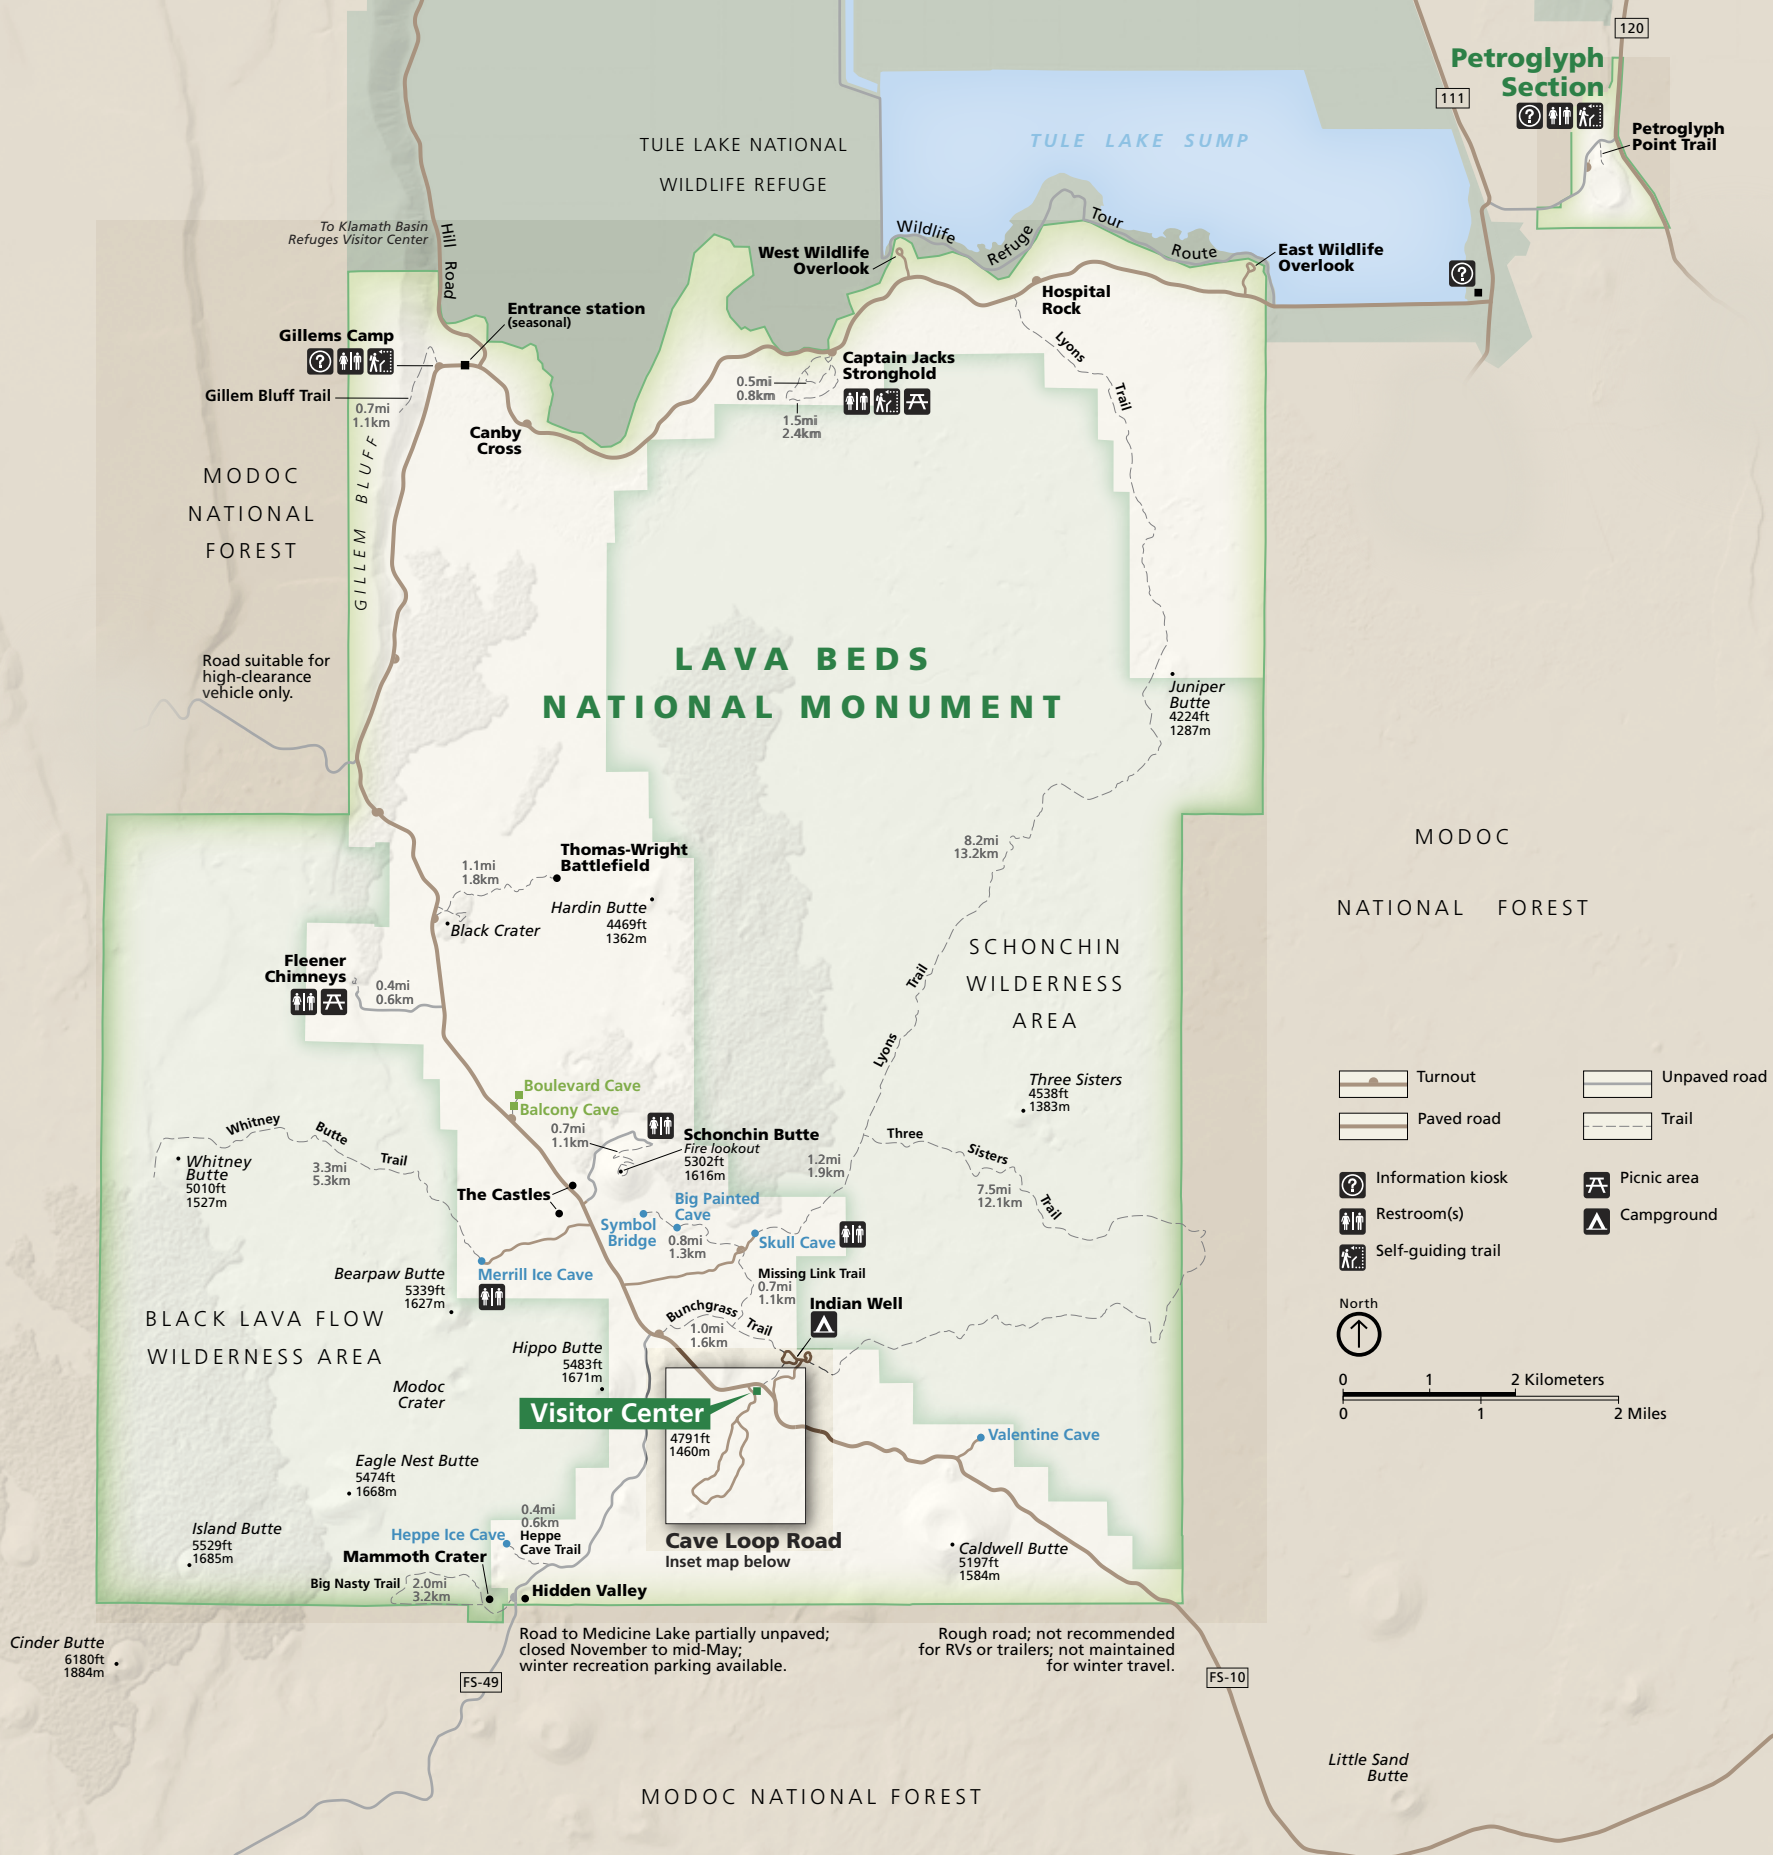 120
Petroglyph
Section
111
Petroglyph
Point Trail
TULE LAKE NATIONAL
WILDLIFE REFUGE
TULE LAKE SUMP
To Klamath Basin
Refuges Visitor Center
Hill Road
West Wildlife
Overlook
Wildlife Refuge Tour Route
East Wildlife
Overlook
Hospital
Rock
Entrance station
(seasonal)
Gillems Camp
Gillem Bluff Trail
0.7mi
1.1km
Captain Jacks
Stronghold
0.5mi
0.8km
1.5mi
2.4km
Lyons Trail
Canby
Cross
GILLEM BLUFF
MODOC
NATIONAL
FOREST
Road suitable for
high-clearance
vehicle only.
LAVA BEDS
NATIONAL MONUMENT
Juniper
Butte
4224ft
1287m
8.2mi
13.2km
MODOC
NATIONAL FOREST
Thomas-Wright
Battlefield
1.1mi
1.8km
Hardin Butte
4469ft
1362m
Black Crater
Fleener
Chimneys
0.4mi
0.6km
SCHONCHIN
WILDERNESS
AREA
Lyons Trail
Three Sisters
4538ft
1383m
Boulevard Cave
Balcony Cave
0.7mi
1.1km
Schonchin Butte
Fire lookout
5302ft
1616m
1.2mi
1.9km
Three Sisters Trail
7.5mi
12.1km
Whitney Butte Trail
3.3mi
5.3km
Whitney
Butte
5010ft
1527m
The Castles
Big Painted
Cave
Symbol
Bridge
0.8mi
1.3km
Skull Cave
Merrill Ice Cave
Missing Link Trail
0.7mi
1.1km
Bearpaw Butte
5339ft
1627m
Indian Well
Bunchgrass Trail
1.0mi
1.6km
BLACK LAVA FLOW
WILDERNESS AREA
Hippo Butte
5483ft
1671m
Modoc
Crater
Visitor Center
4791ft
1460m
Valentine Cave
Eagle Nest Butte
5474ft
1668m
Island Butte
5529ft
1685m
Heppe Ice Cave
0.4mi
0.6km
Heppe
Cave Trail
Mammoth Crater
Big Nasty Trail
2.0mi
3.2km
Hidden Valley
Cave Loop Road
Inset map below
Caldwell Butte
5197ft
1584m
Cinder Butte
6180ft
1884m
Road to Medicine Lake partially unpaved;
closed November to mid-May;
winter recreation parking available.
Rough road; not recommended
for RVs or trailers; not maintained
for winter travel.
FS-49
FS-10
Little Sand
Butte
MODOC NATIONAL FOREST
Turnout
Unpaved road
Paved road
Trail
Information kiosk
Picnic area
Restroom(s)
Campground
Self-guiding trail
North
0 1 2 Kilometers
0 1 2 Miles